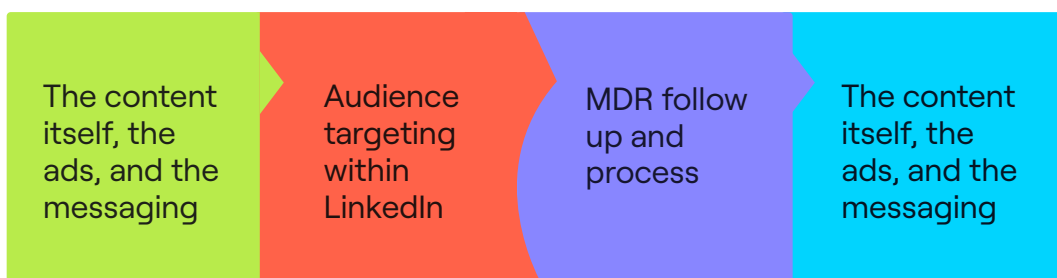 The content
itself, the
ads, and the
messaging
Audience
targeting
within
LinkedIn
MDR follow
up and
process
The content
itself, the
ads, and the
messaging